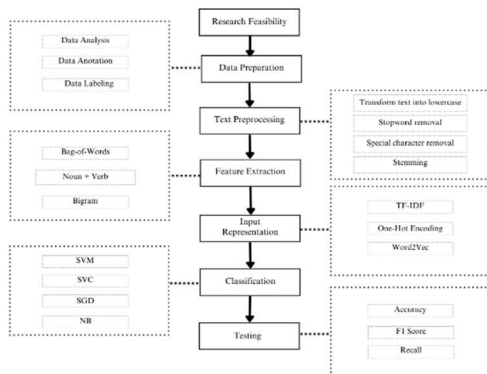 Research Feasibility
Data Analysis
Data Anotation
Data Labeling
Data Preparation
Text Preprocessing
Transform text into lowercase
Stopword removal
Special character removal
Stemming
Bag-of-Words
Noun + Verb
Bigram
Feature Extraction
Input
Representation
TF-IDF
One-Hot Encoding
Word2Vec
SVM
SVC
SGD
NB
Classification
Testing
Accuracy
F1 Score
Recall